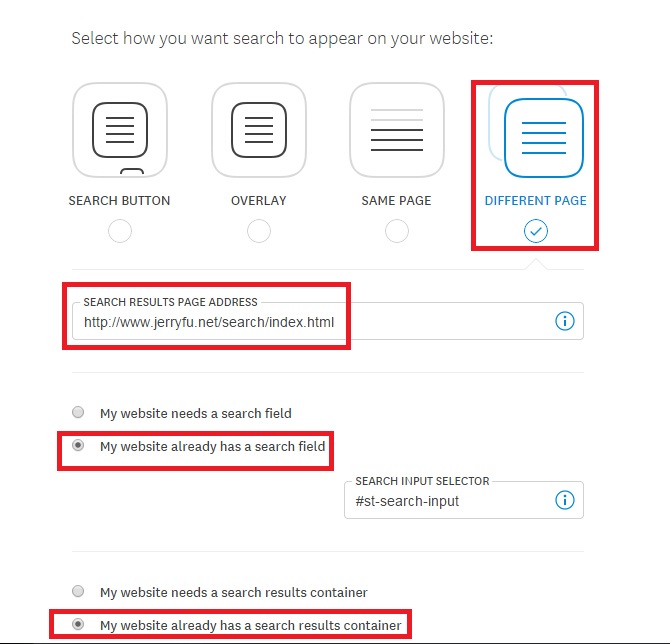 Select how you want search to appear on your website:
SEARCH BUTTON
OVERLAY
SAME PAGE
DIFFERENT PAGE
SEARCH RESULTS PAGE ADDRESS
http://www.jerryfu.net/search/index.html
My website needs a search field
My website already has a search field
SEARCH INPUT SELECTOR
#st-search-input
My website needs a search results container
My website already has a search results container